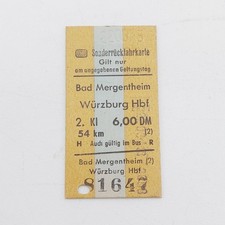 DB Sonderrückfahrkarte
Gilt nur
am angegebenen Geltungstag
Bad Mergentheim
Würzburg Hbf
2. Kl 6,00 DM
54 km (2)
H Auch gültig im Bus - R
Bad Mergentheim (2)
Würzburg Hbf
81647